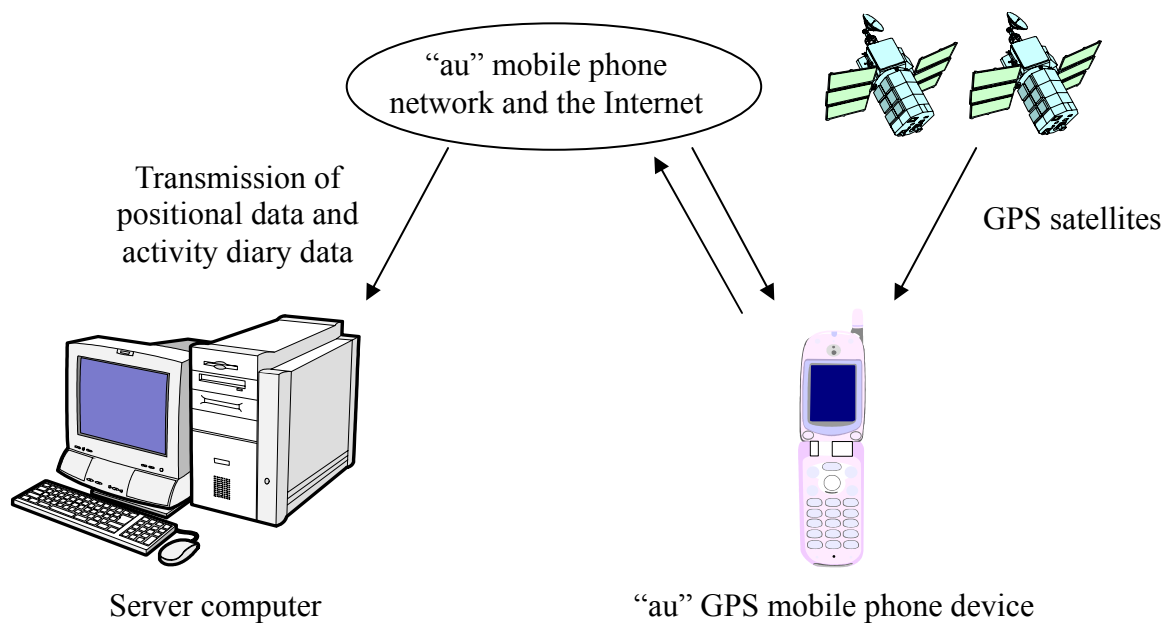 “au” mobile phone
network and the Internet
Transmission of
positional data and
activity diary data
GPS satellites
Server computer
“au” GPS mobile phone device